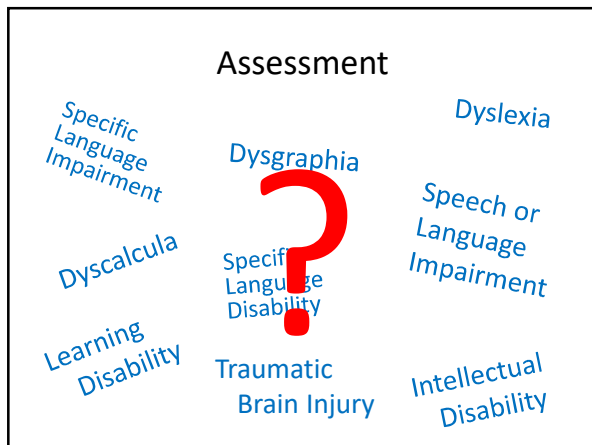 Assessment
Specific
Language
Impairment
Dysgraphia
Dyslexia
Speech or
Language
Impairment
Dyscalcula
Specific
Language
Disability
?
Learning
Disability
Traumatic
Brain Injury
Intellectual
Disability